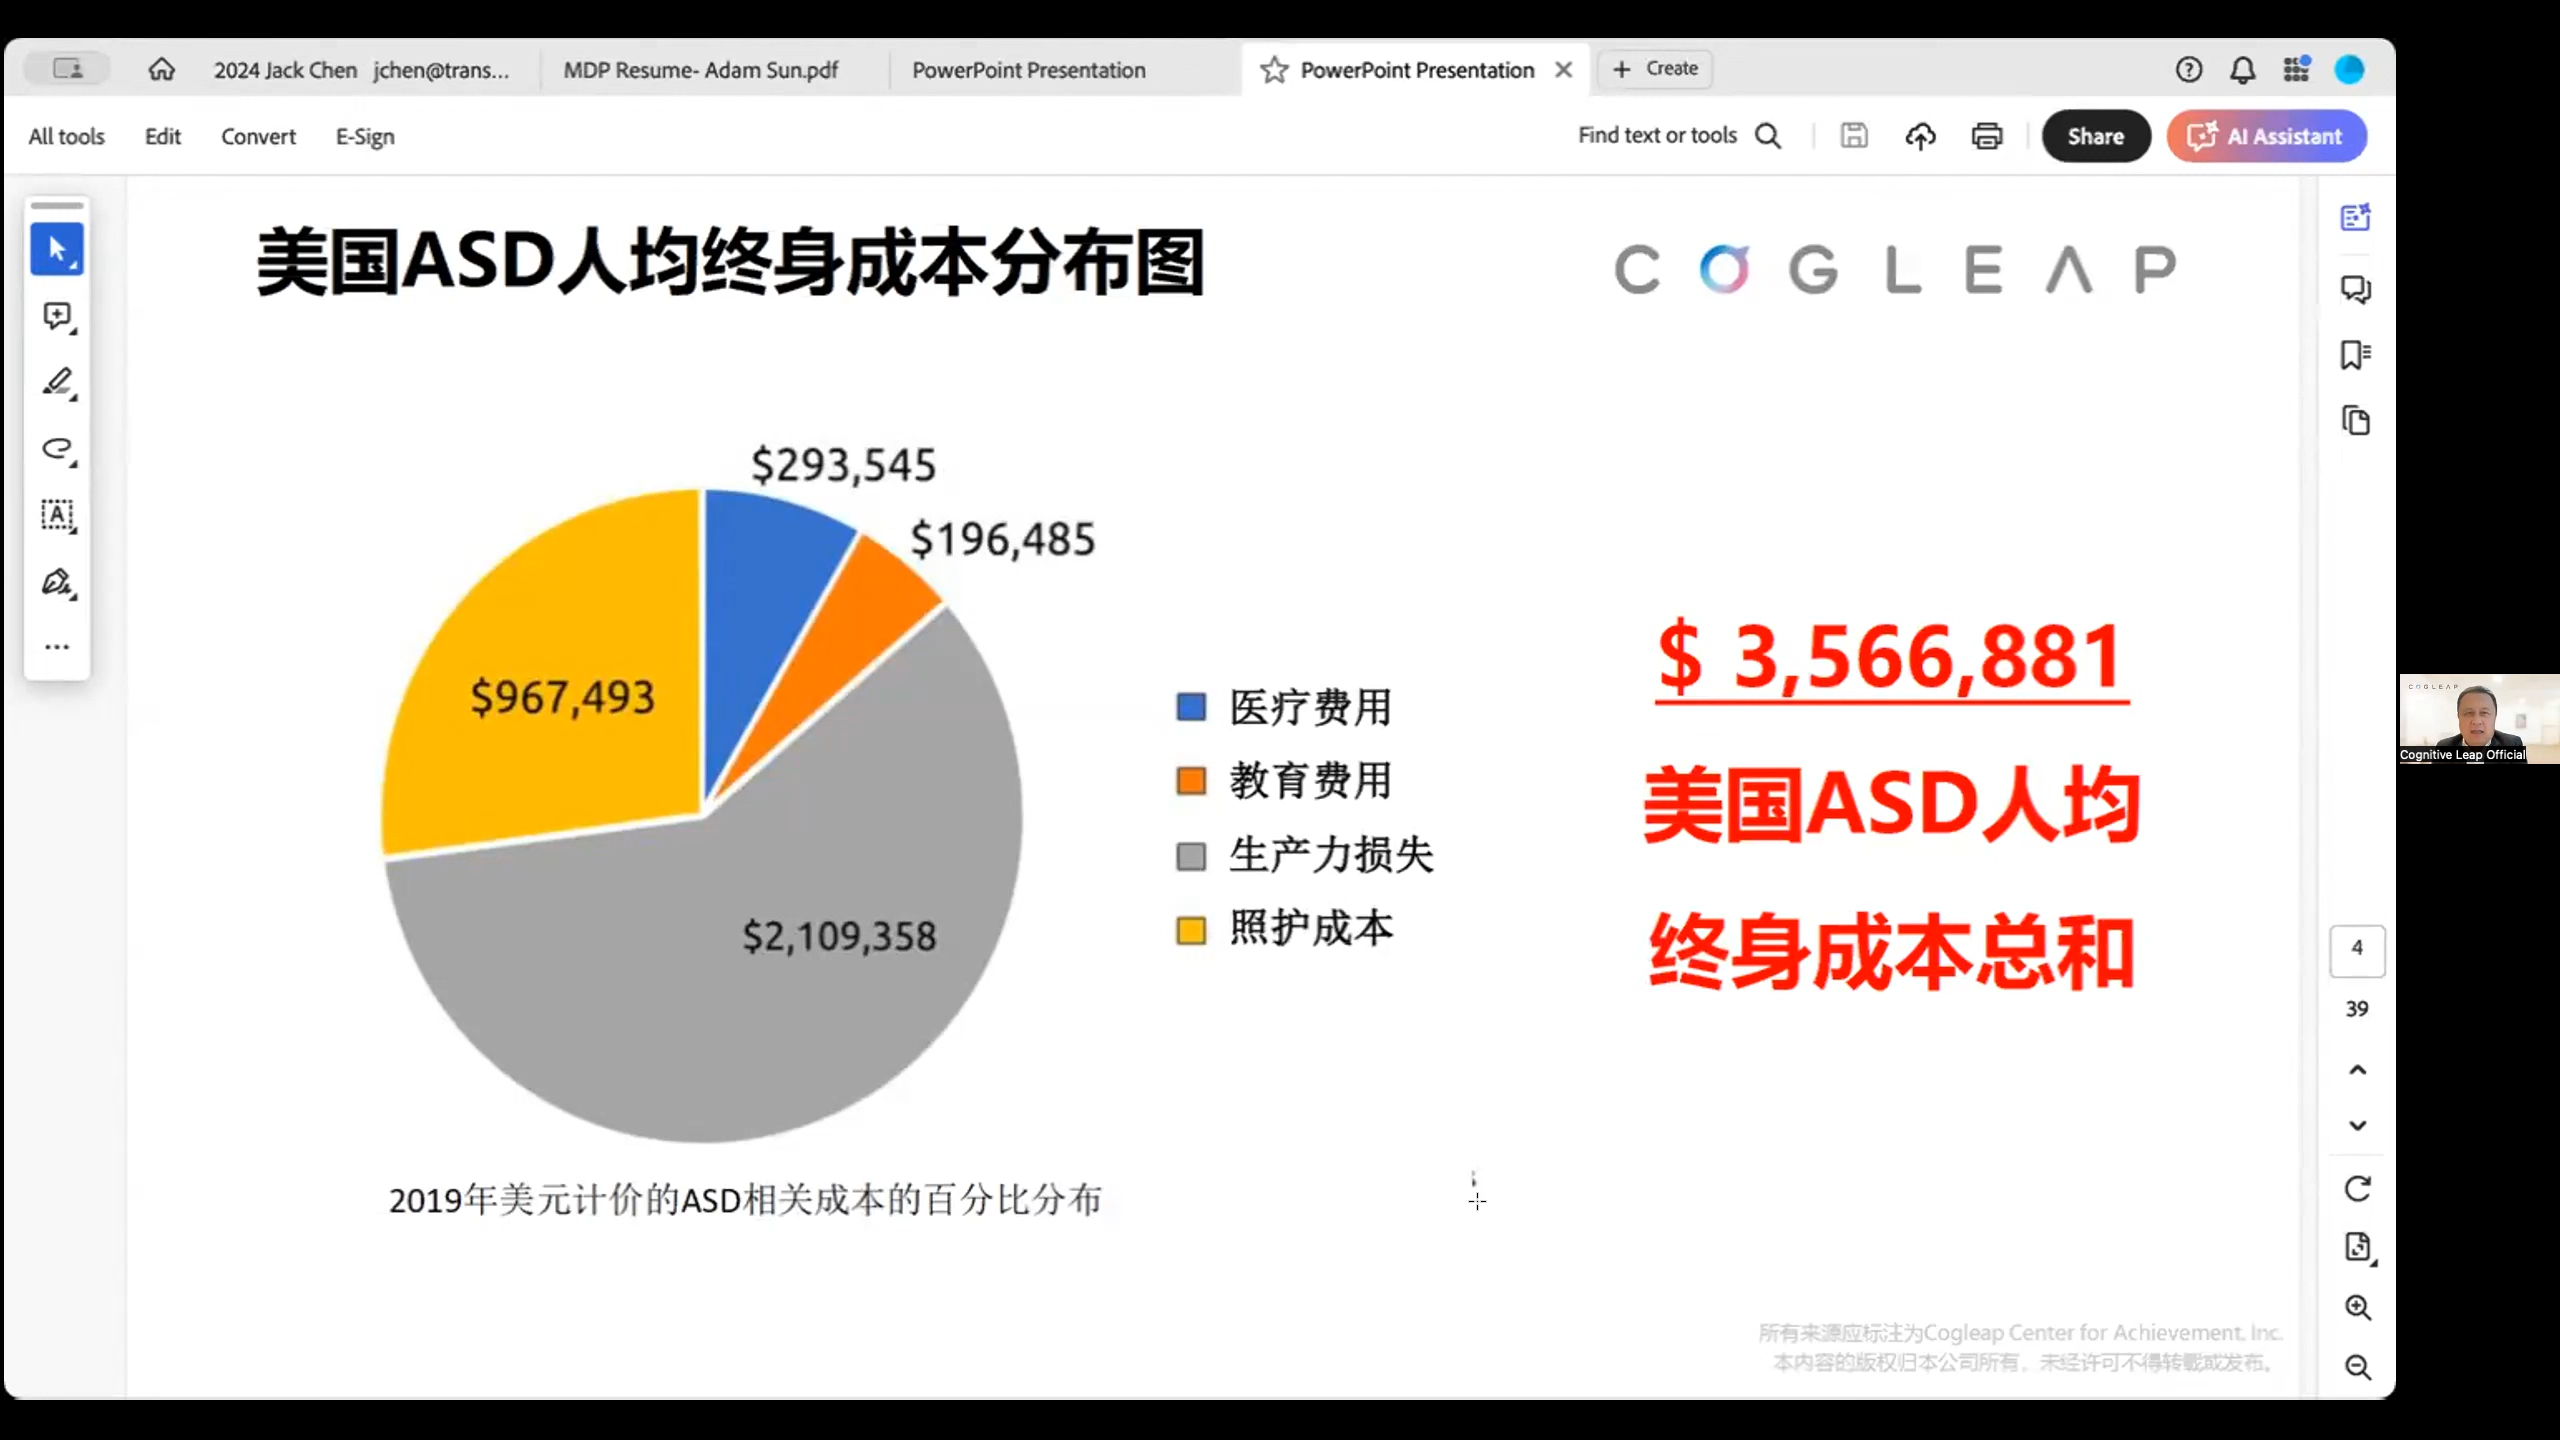 2024 Jack Chen jchen@trans...
MDP Resume- Adam Sun.pdf
PowerPoint Presentation
PowerPoint Presentation
Create
All tools
Edit
Convert
E-Sign
Find text or tools
Share
AI Assistant
美国ASD人均终身成本分布图
COGLEAP
$293,545
$196,485
$967,493
$2,109,358
医疗费用
教育费用
生产力损失
照护成本
$ 3,566,881
美国ASD人均
终身成本总和
2019年美元计价的ASD相关成本的百分比分布
4
39
COGLEAP
Cognitive Leap Official
所有来源应标注为Cogleap Center for Achievement, Inc.
本内容的版权归本公司所有。未经许可不得转载或发布。